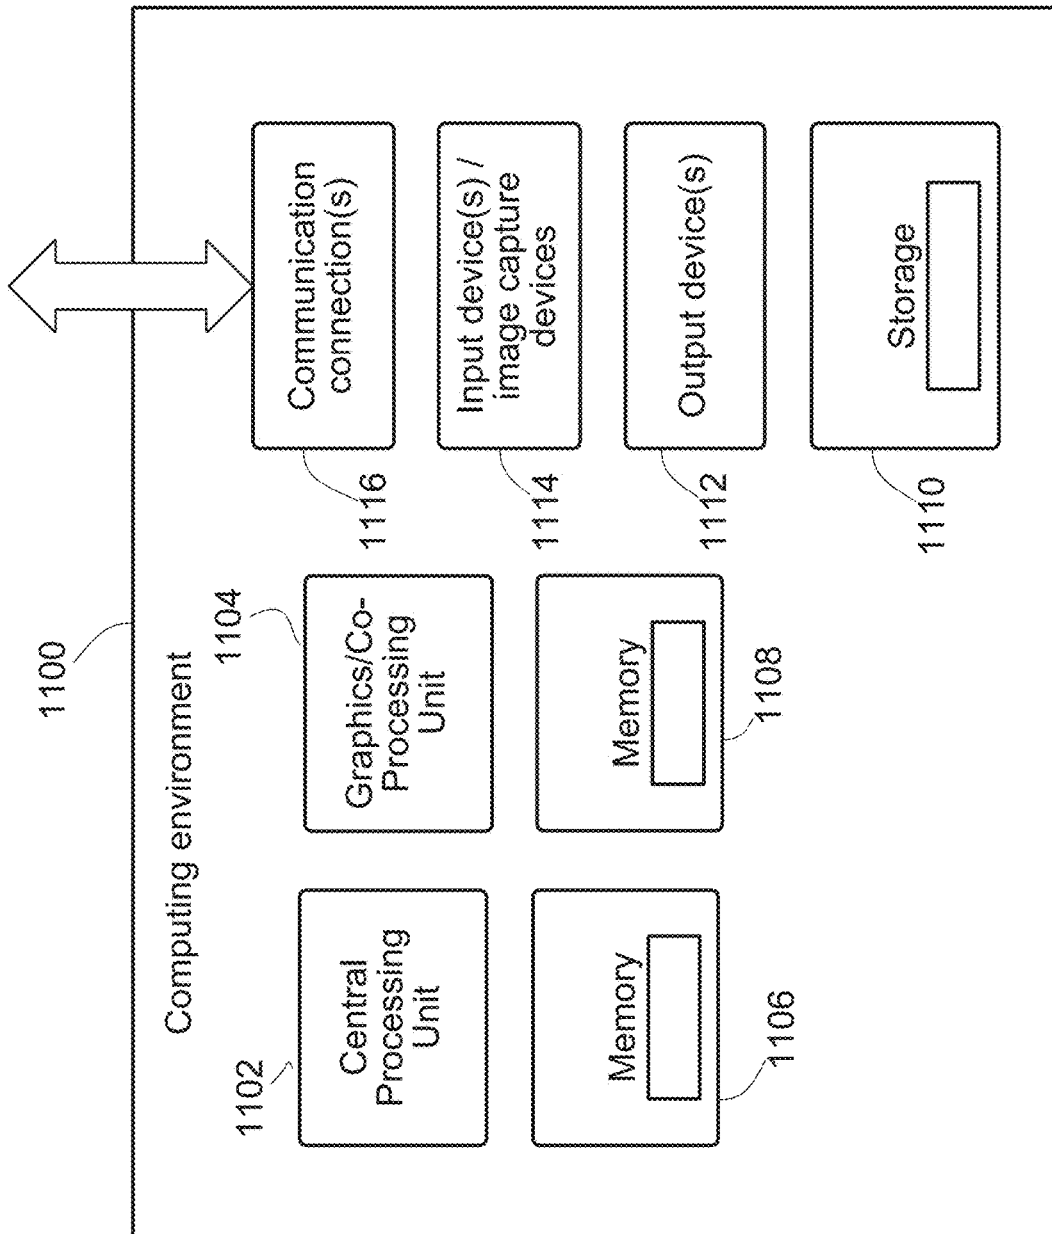 1100
Computing environment
1102
Central
Processing
Unit
1104
Graphics/Co-
Processing
Unit
Memory
1106
Memory
1108
Communication
connection(s)
1116
Input device(s) /
image capture
devices
1114
Output device(s)
1112
Storage
1110